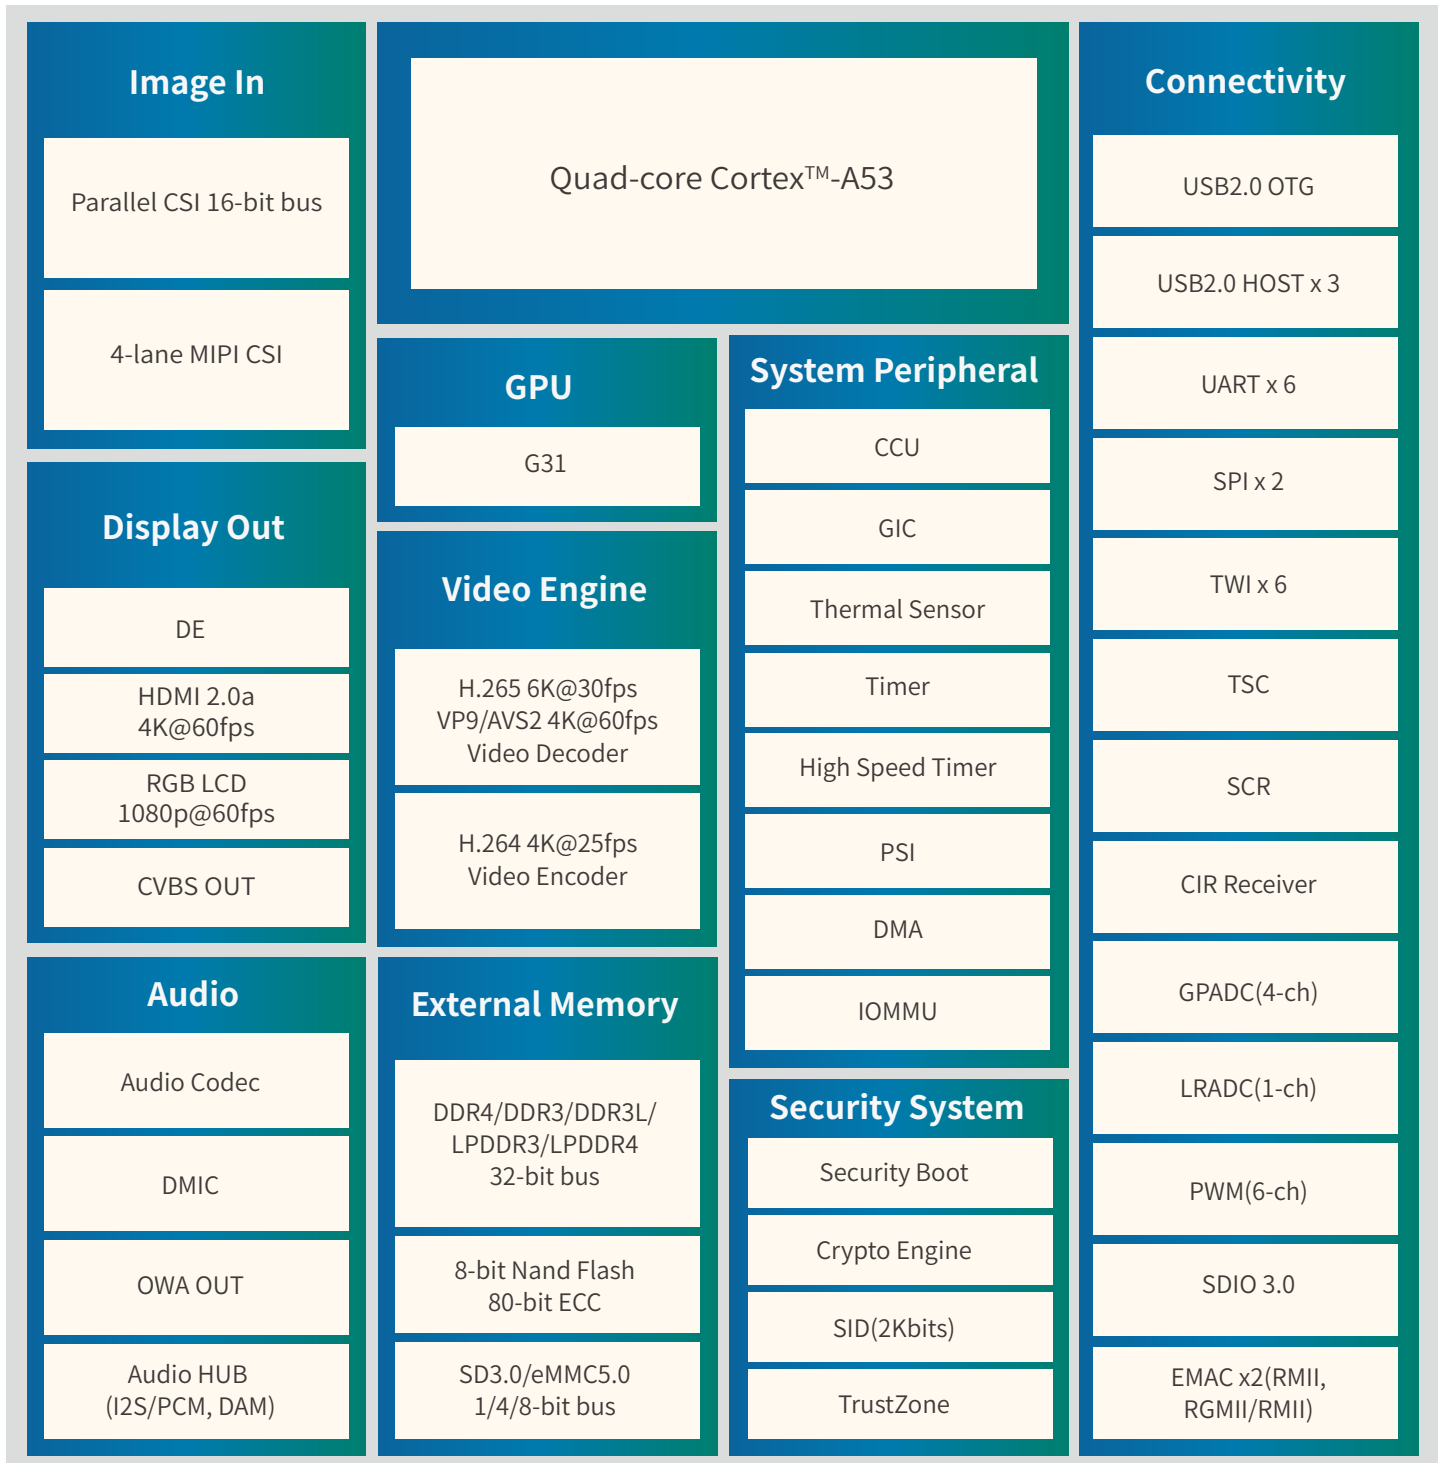 Image In
Parallel CSI 16-bit bus
4-lane MIPI CSI
Display Out
DE
HDMI 2.0a
4K@60fps
RGB LCD
1080p@60fps
CVBS OUT
Audio
Audio Codec
DMIC
OWA OUT
Audio HUB
(I2S/PCM, DAM)
Quad-core Cortex™-A53
GPU
G31
Video Engine
H.265 6K@30fps
VP9/AVS2 4K@60fps
Video Decoder
H.264 4K@25fps
Video Encoder
External Memory
DDR4/DDR3/DDR3L/
LPDDR3/LPDDR4
32-bit bus
8-bit Nand Flash
80-bit ECC
SD3.0/eMMC5.0
1/4/8-bit bus
System Peripheral
CCU
GIC
Thermal Sensor
Timer
High Speed Timer
PSI
DMA
IOMMU
Security System
Security Boot
Crypto Engine
SID(2Kbits)
TrustZone
Connectivity
USB2.0 OTG
USB2.0 HOST x 3
UART x 6
SPI x 2
TWI x 6
TSC
SCR
CIR Receiver
GPADC(4-ch)
LRADC(1-ch)
PWM(6-ch)
SDIO 3.0
EMAC x2(RMII,
RGMII/RMII)